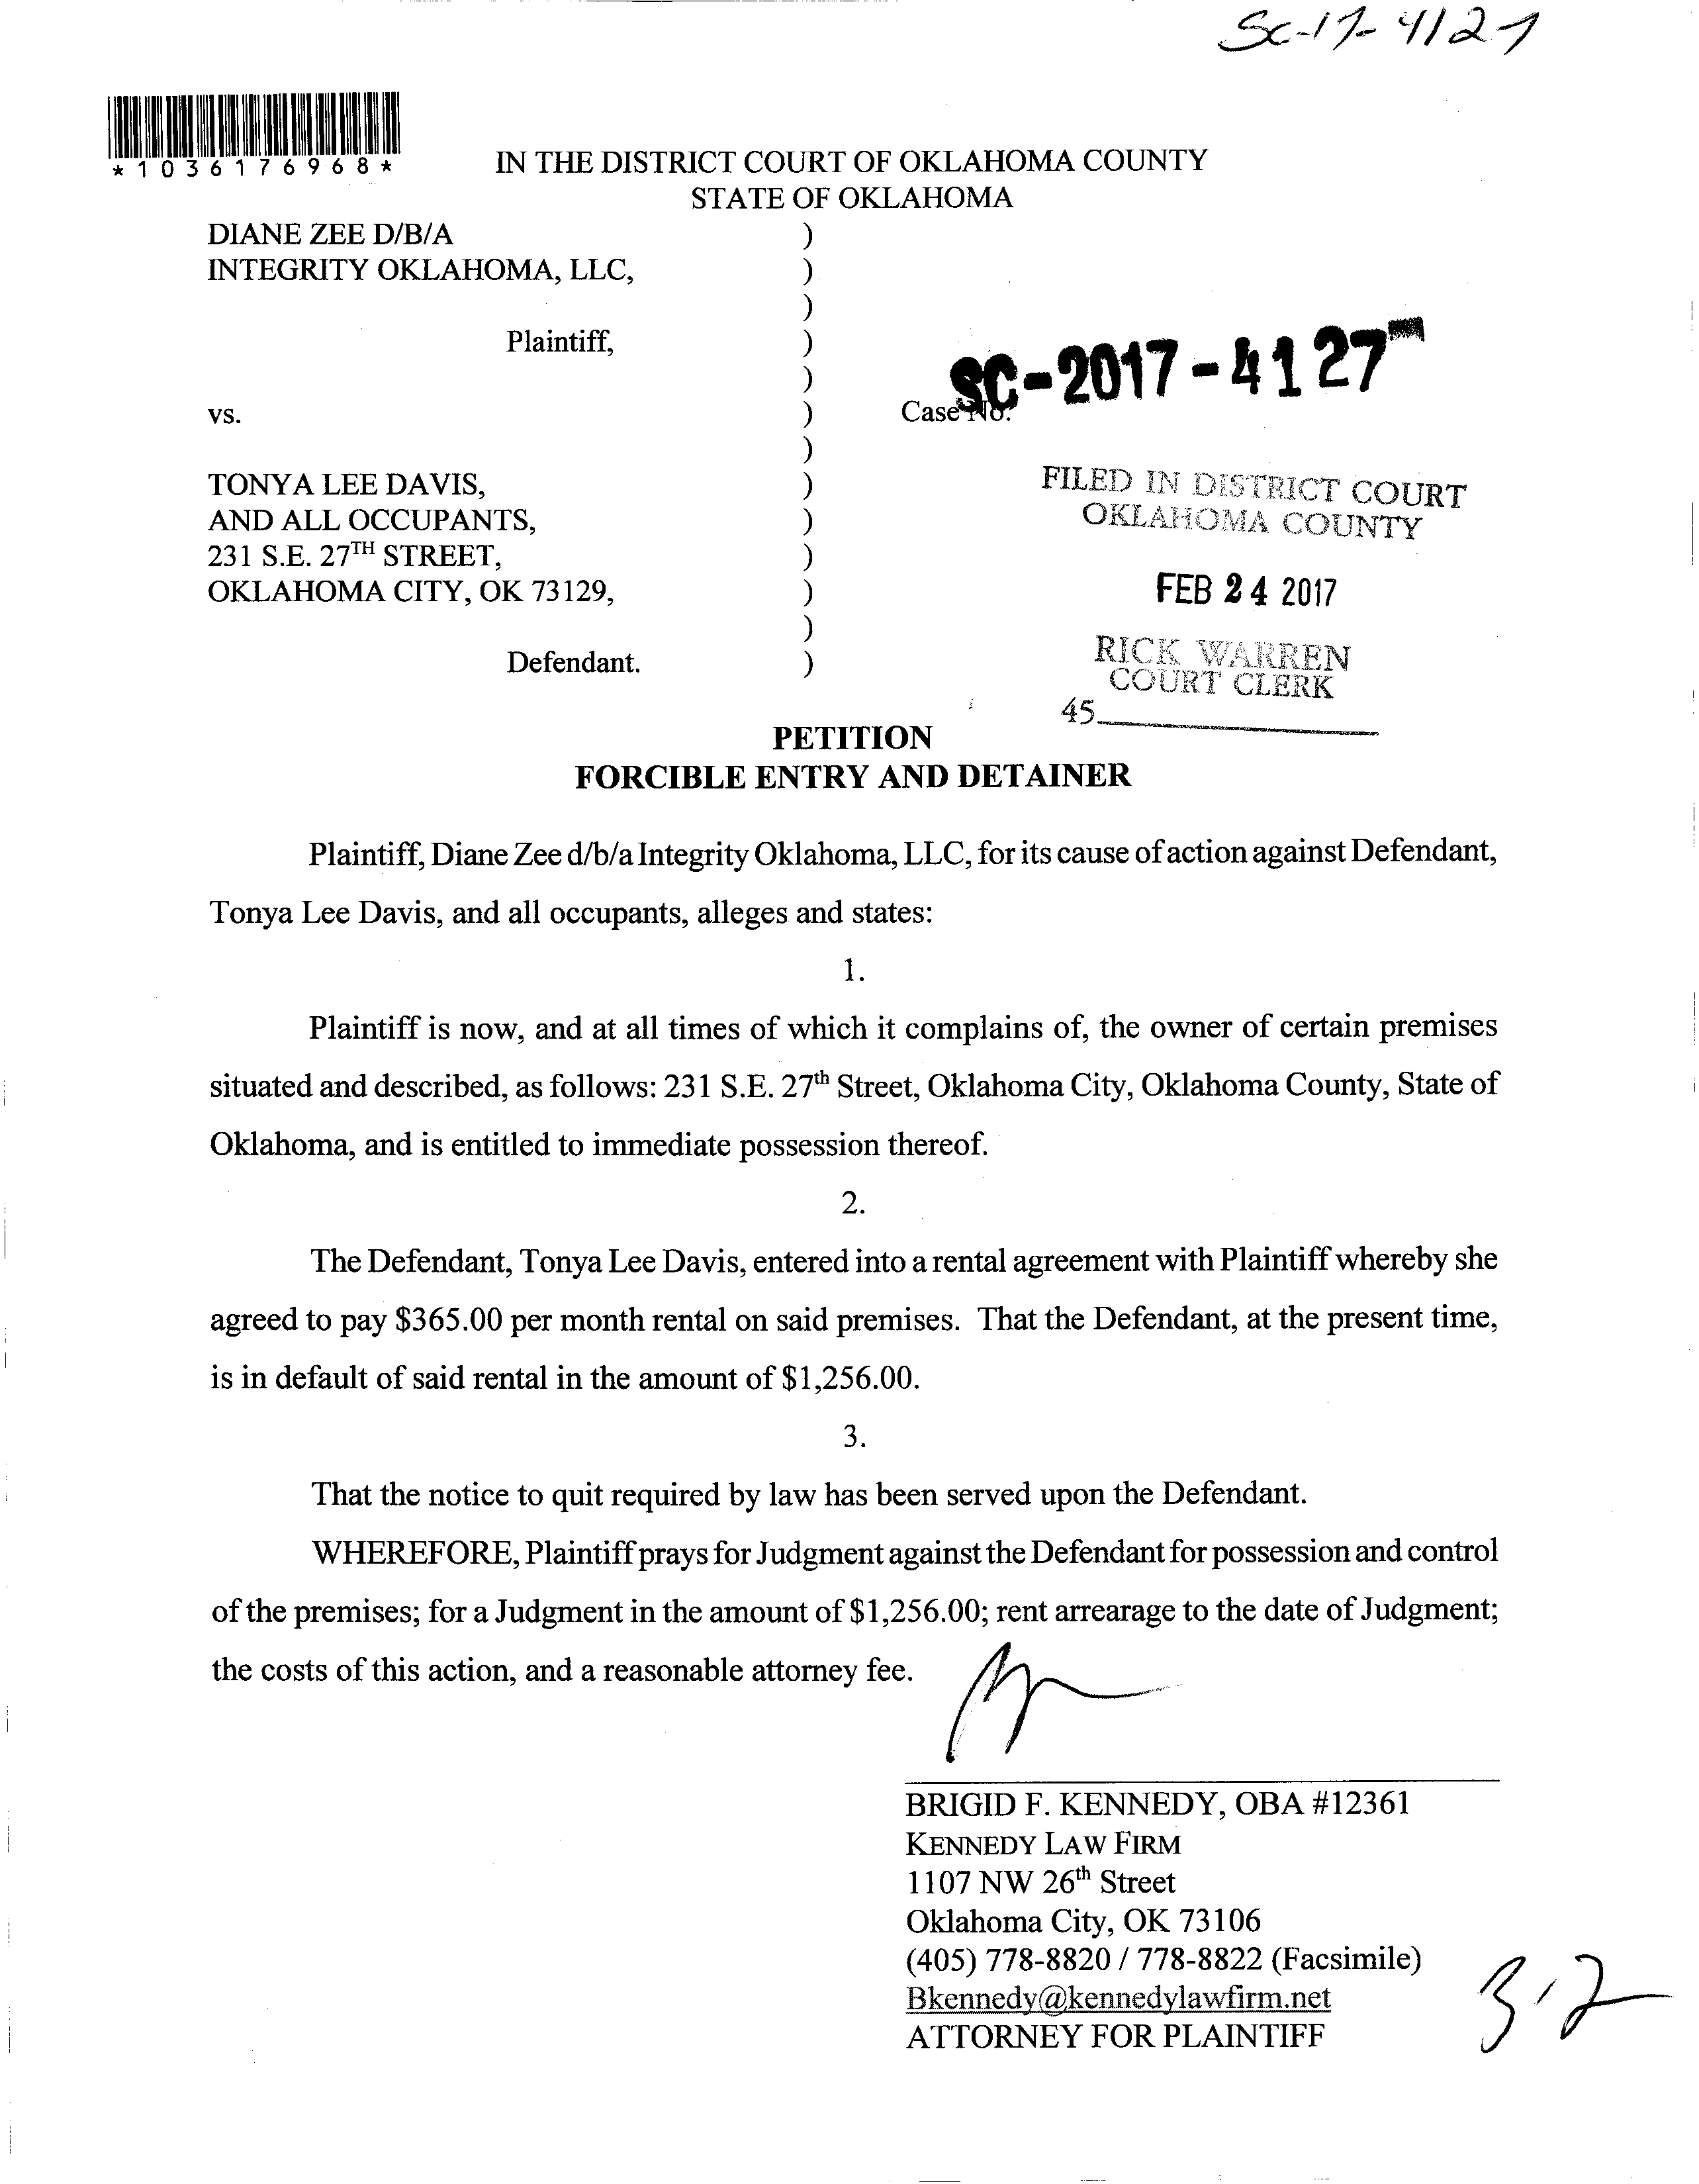 SC-17-4127
*1036176968*
IN THE DISTRICT COURT OF OKLAHOMA COUNTY
STATE OF OKLAHOMA
DIANE ZEE D/B/A )
INTEGRITY OKLAHOMA, LLC, )
)
Plaintiff, )
)
vs. ) Case No. SC-2017-4127
)
TONYA LEE DAVIS, )
AND ALL OCCUPANTS, )
231 S.E. 27TH STREET, )
OKLAHOMA CITY, OK 73129, )
)
Defendant. )
FILED IN DISTRICT COURT
OKLAHOMA COUNTY
FEB 24 2017
RICK WARREN
COURT CLERK
45
PETITION
FORCIBLE ENTRY AND DETAINER
Plaintiff, Diane Zee d/b/a Integrity Oklahoma, LLC, for its cause of action against Defendant,
Tonya Lee Davis, and all occupants, alleges and states:
1.
Plaintiff is now, and at all times of which it complains of, the owner of certain premises
situated and described, as follows: 231 S.E. 27th Street, Oklahoma City, Oklahoma County, State of
Oklahoma, and is entitled to immediate possession thereof.
2.
The Defendant, Tonya Lee Davis, entered into a rental agreement with Plaintiff whereby she
agreed to pay $365.00 per month rental on said premises. That the Defendant, at the present time,
is in default of said rental in the amount of $1,256.00.
3.
That the notice to quit required by law has been served upon the Defendant.
WHEREFORE, Plaintiff prays for Judgment against the Defendant for possession and control
of the premises; for a Judgment in the amount of $1,256.00; rent arrearage to the date of Judgment;
the costs of this action, and a reasonable attorney fee.
BRIGID F. KENNEDY, OBA #12361
KENNEDY LAW FIRM
1107 NW 26th Street
Oklahoma City, OK 73106
(405) 778-8820 / 778-8822 (Facsimile)
Bkennedy@kennedylawfirm.net
ATTORNEY FOR PLAINTIFF